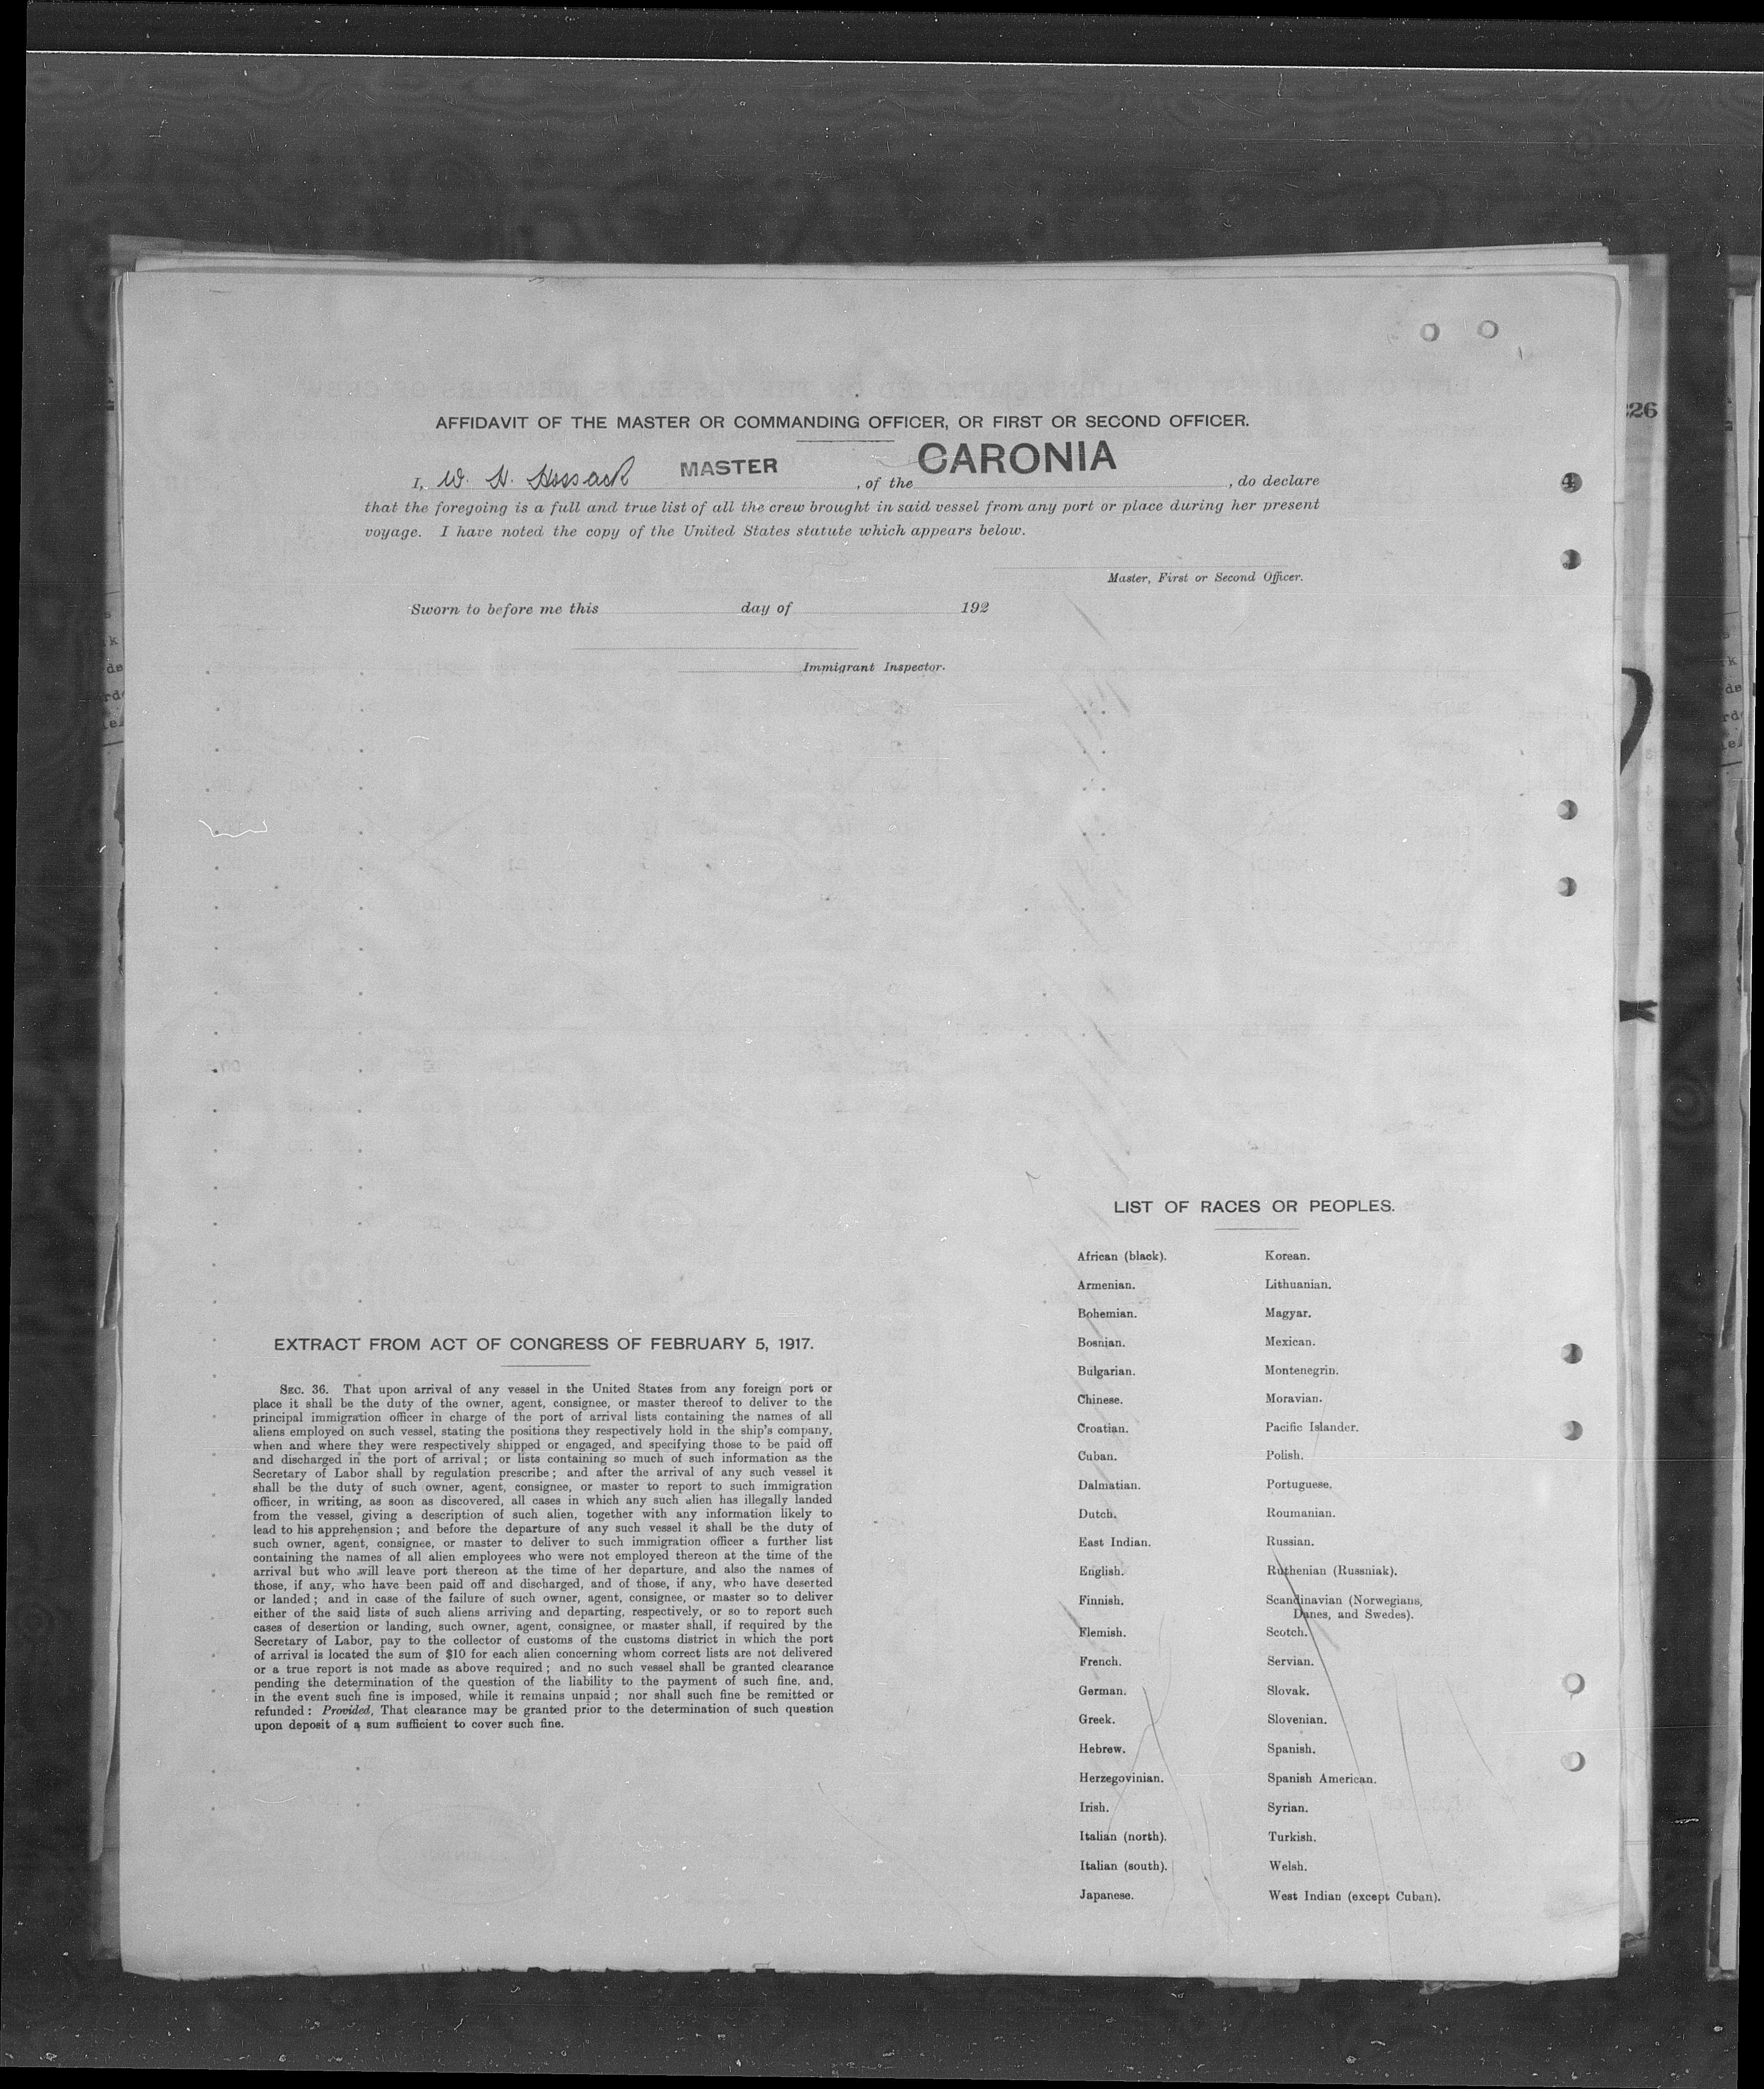 AFFIDAVIT OF THE MASTER OR COMMANDING OFFICER, OR FIRST OR SECOND OFFICER.
I, W. H. Hossack MASTER , of the CARONIA , do declare
that the foregoing is a full and true list of all the crew brought in said vessel from any port or place during her present
voyage. I have noted the copy of the United States statute which appears below.
Master, First or Second Officer.
Sworn to before me this day of 192
Immigrant Inspector.
226
4
EXTRACT FROM ACT OF CONGRESS OF FEBRUARY 5, 1917.
SEC. 36. That upon arrival of any vessel in the United States from any foreign port or
place it shall be the duty of the owner, agent, consignee, or master thereof to deliver to the
principal immigration officer in charge of the port of arrival lists containing the names of all
aliens employed on such vessel, stating the positions they respectively hold in the ship's company,
when and where they were respectively shipped or engaged, and specifying those to be paid off
and discharged in the port of arrival; or lists containing so much of such information as the
Secretary of Labor shall by regulation prescribe; and after the arrival of any such vessel it
shall be the duty of such owner, agent, consignee, or master to report to such immigration
officer, in writing, as soon as discovered, all cases in which any such alien has illegally landed
from the vessel, giving a description of such alien, together with any information likely to
lead to his apprehension; and before the departure of any such vessel it shall be the duty of
such owner, agent, consignee, or master to deliver to such immigration officer a further list
containing the names of all alien employees who were not employed thereon at the time of the
arrival but who will leave port thereon at the time of her departure, and also the names of
those, if any, who have been paid off and discharged, and of those, if any, who have deserted
or landed; and in case of the failure of such owner, agent, consignee, or master so to deliver
either of the said lists of such aliens arriving and departing, respectively, or so to report such
cases of desertion or landing, such owner, agent, consignee, or master shall, if required by the
Secretary of Labor, pay to the collector of customs of the customs district in which the port
of arrival is located the sum of $10 for each alien concerning whom correct lists are not delivered
or a true report is not made as above required; and no such vessel shall be granted clearance
pending the determination of the question of the liability to the payment of such fine, and,
in the event such fine is imposed, while it remains unpaid; nor shall such fine be remitted or
refunded: Provided, That clearance may be granted prior to the determination of such question
upon deposit of a sum sufficient to cover such fine.
LIST OF RACES OR PEOPLES.
African (black). Korean.
Armenian. Lithuanian.
Bohemian. Magyar.
Bosnian. Mexican.
Bulgarian. Montenegrin.
Chinese. Moravian.
Croatian. Pacific Islander.
Cuban. Polish.
Dalmatian. Portuguese.
Dutch. Roumanian.
East Indian. Russian.
English. Ruthenian (Russniak).
Finnish. Scandinavian (Norwegians,
Danes, and Swedes).
Flemish. Scotch.
French. Servian.
German. Slovak.
Greek. Slovenian.
Hebrew. Spanish.
Herzegovinian. Spanish American.
Irish. Syrian.
Italian (north). Turkish.
Italian (south). Welsh.
Japanese. West Indian (except Cuban).